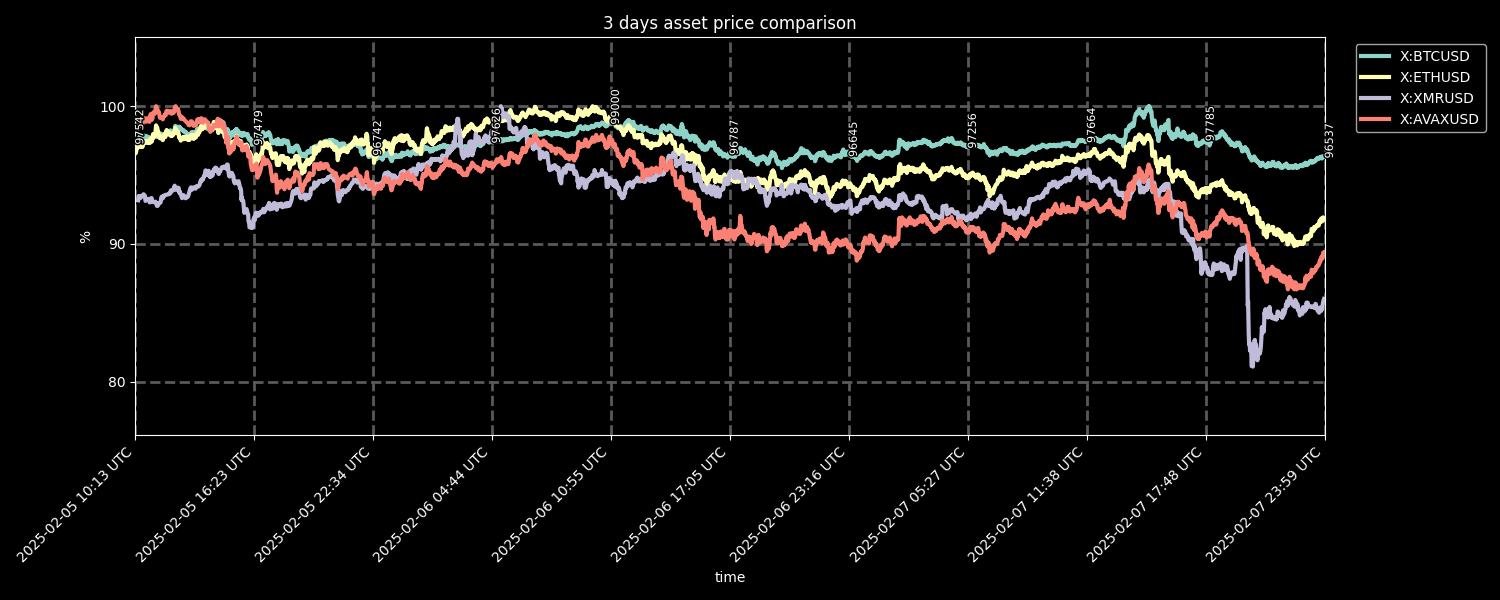 3 days asset price comparison
X:BTCUSD
X:ETHUSD
X:XMRUSD
X:AVAXUSD
100
90
80
%
97542
97479
96742
97626
99000
96787
96645
97256
97664
97785
96537
2025-02-05 10:13 UTC
2025-02-05 16:23 UTC
2025-02-05 22:34 UTC
2025-02-06 04:44 UTC
2025-02-06 10:55 UTC
2025-02-06 17:05 UTC
2025-02-06 23:16 UTC
2025-02-07 05:27 UTC
2025-02-07 11:38 UTC
2025-02-07 17:48 UTC
2025-02-07 23:59 UTC
time